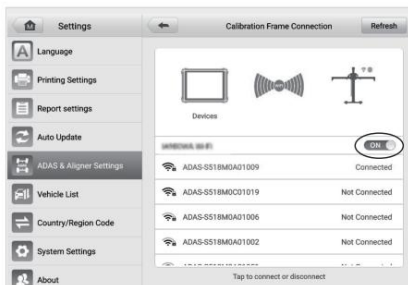 Settings
Calibration Frame Connection
Refresh
Language
Printing Settings
Report settings
Auto Update
ADAS & Aligner Settings
Vehicle List
Country/Region Code
System Settings
About
Devices
ON
ADAS-S518M0A01009 Connected
ADAS-S518M0C01019 Not Connected
ADAS-S518M0A01006 Not Connected
ADAS-S518M0A01002 Not Connected
Tap to connect or disconnect